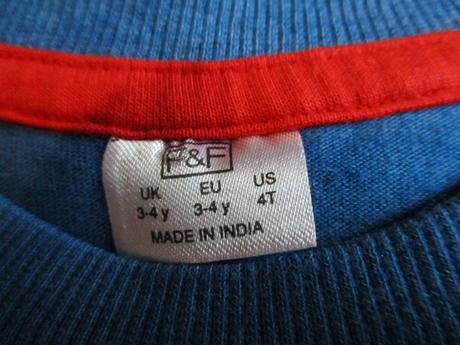 F&F
UK EU US
3-4 y 3-4 y 4T
MADE IN INDIA